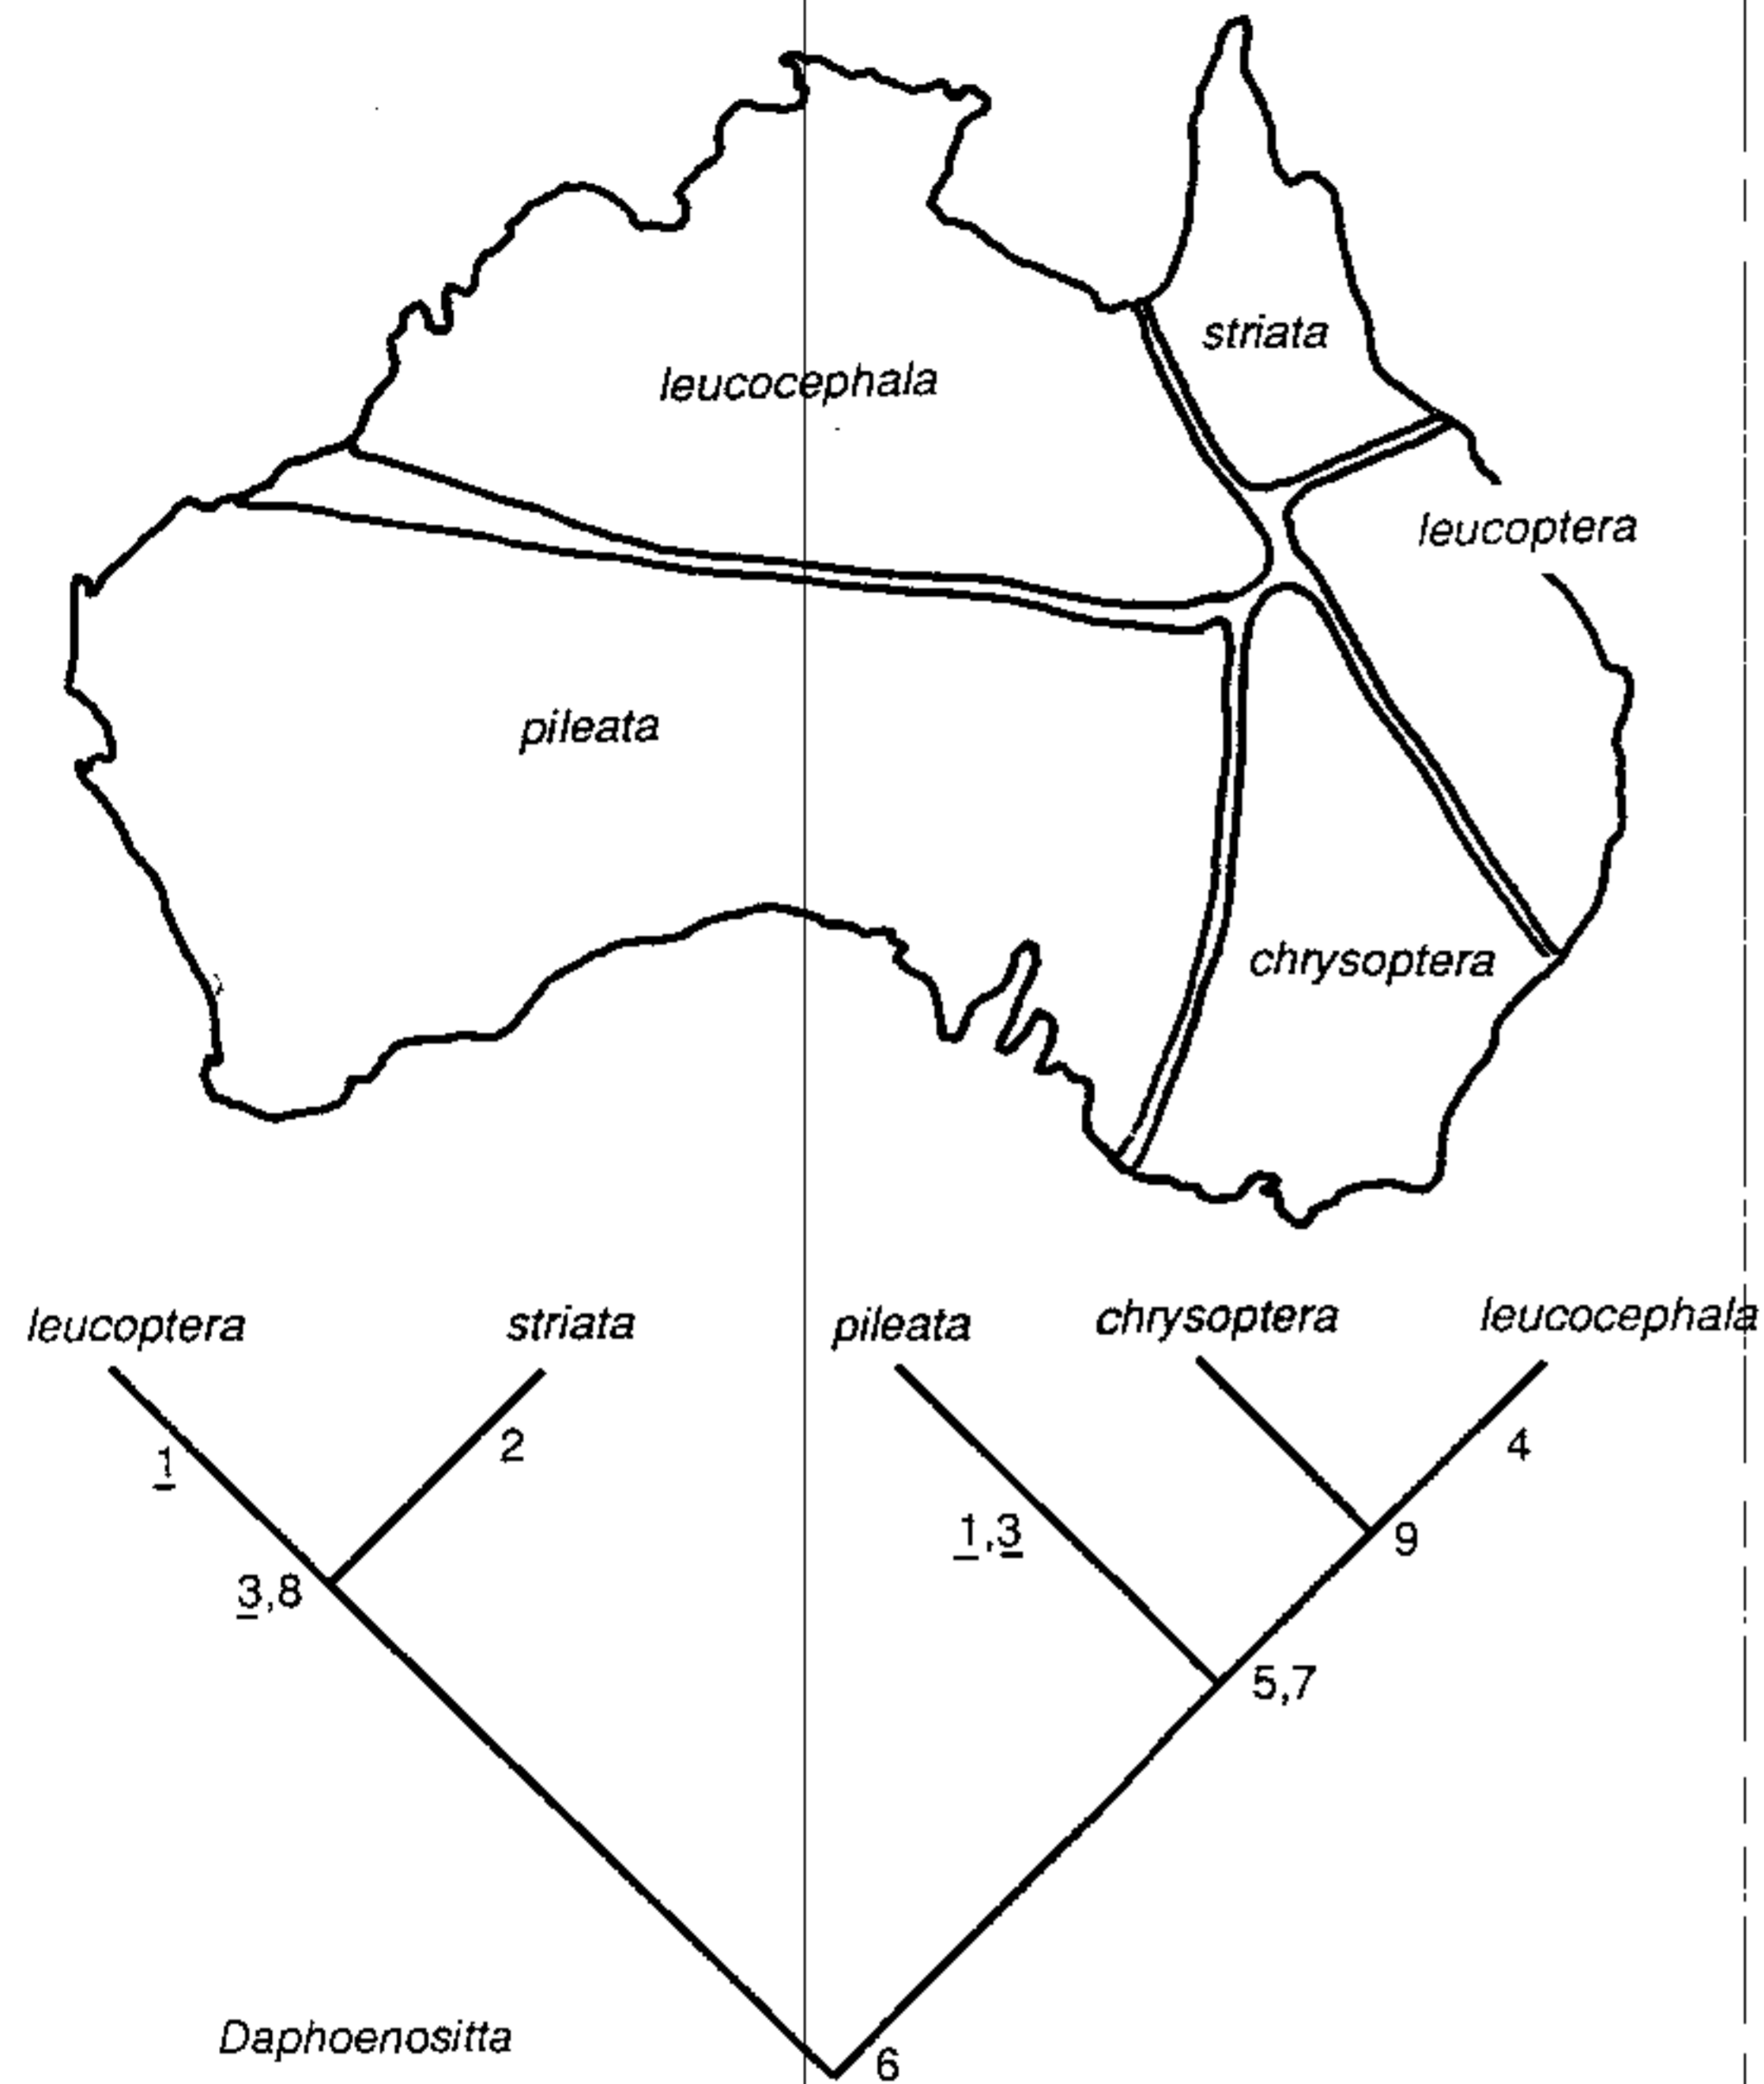 striata
leucocephala
leucoptera
pileata
chrysoptera
leucoptera striata pileata chrysoptera leucocephala
1 2 4
1,3 9
3,8
5,7
Daphoenositta 6